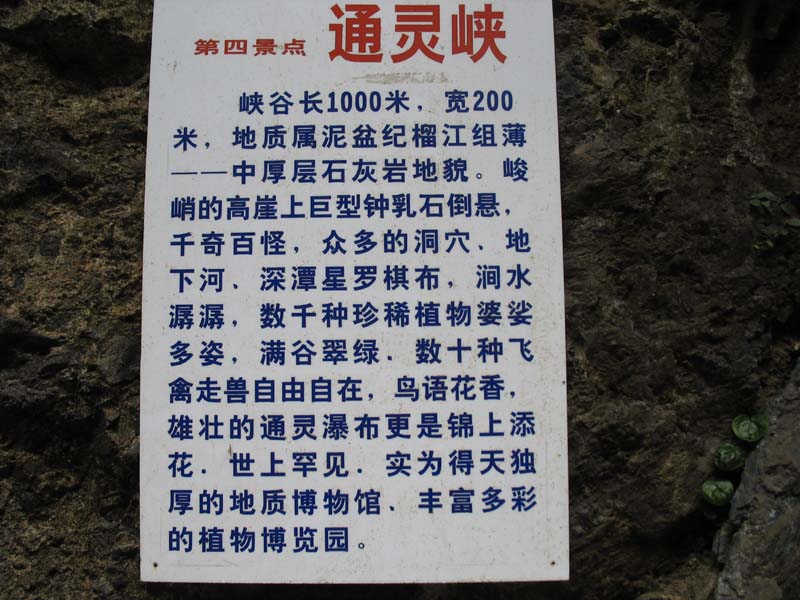 第四景点 通灵峡
峡谷长1000米，宽200
米，地质属泥盆纪榴江组薄
——中厚层石灰岩地貌。峻
峭的高崖上巨型钟乳石倒悬，
千奇百怪，众多的洞穴、地
下河、深潭星罗棋布，涧水
潺潺，数千种珍稀植物婆娑
多姿，满谷翠绿．数十种飞
禽走兽自由自在，鸟语花香，
雄壮的通灵瀑布更是锦上添
花．世上罕见．实为得天独
厚的地质博物馆、丰富多彩
的植物博览园。